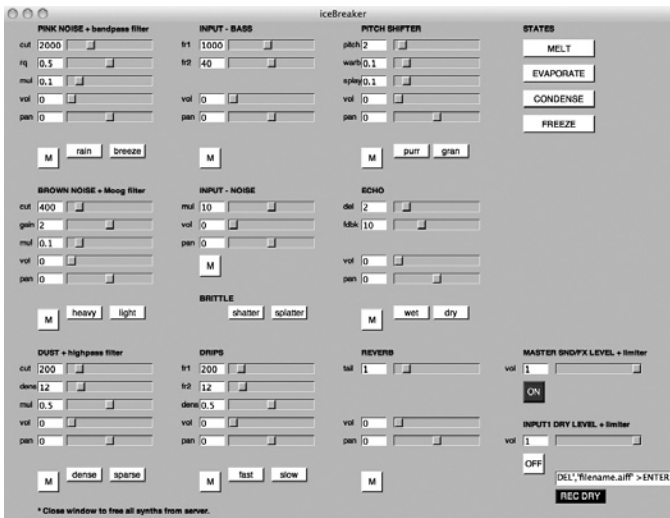 iceBreaker
PINK NOISE + bandpass filter
cut 2000
rq 0.5
mul 0.1
vol 0
pan 0
M rain breeze
INPUT - BASS
fr1 1000
fr2 40
vol 0
pan 0
M
PITCH SHIFTER
pitch 2
warb 0.1
splay 0.1
vol 0
pan 0
M purr gran
STATES
MELT
EVAPORATE
CONDENSE
FREEZE
BROWN NOISE + Moog filter
cut 400
gain 2
mul 0.1
vol 0
pan 0
M heavy light
INPUT - NOISE
mul 10
vol 0
pan 0
M
BRITTLE
shatter splatter
ECHO
del 2
fdbk 10
vol 0
pan 0
M wet dry
DUST + highpass filter
cut 200
dens 12
mul 0.5
vol 0
pan 0
M dense sparse
DRIPS
fr1 200
fr2 12
dens 0.5
vol 0
pan 0
M fast slow
REVERB
tail 1
vol 0
pan 0
M
MASTER SND/FX LEVEL + limiter
vol 1
ON
INPUT1 DRY LEVEL + limiter
vol 1
OFF
DEL','filename.aiff' >ENTER
REC DRY
* Close window to free all synths from server.